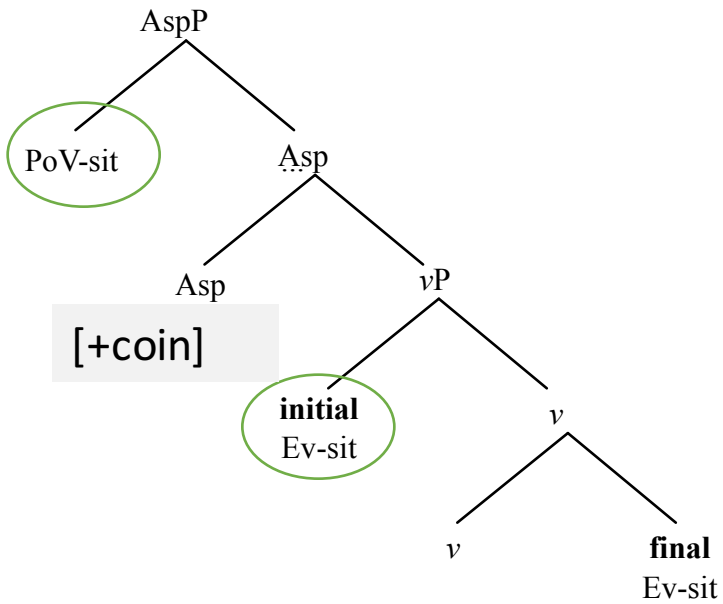 AspP
PoV-sit
Asp
Asp
vP
[+coin]
initial
Ev-sit
v
v
final
Ev-sit